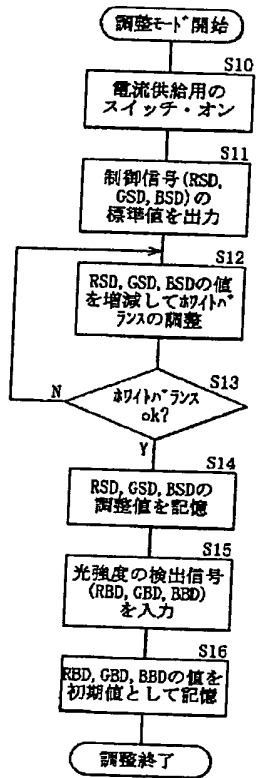 調整ﾓｰﾄﾞ開始
S10
電流供給用の
スイッチ・オン
S11
制御信号(RSD,
GSD, BSD)の
標準値を出力
S12
RSD, GSD, BSDの値
を増減してﾎﾜｲﾄﾊﾞ
ﾗﾝｽの調整
S13
ﾎﾜｲﾄﾊﾞﾗﾝｽ
ok?
N
Y
S14
RSD, GSD, BSDの
調整値を記憶
S15
光強度の検出信号
(RBD, GBD, BBD)
を入力
S16
RBD, GBD, BBDの値を
初期値として記憶
調整終了